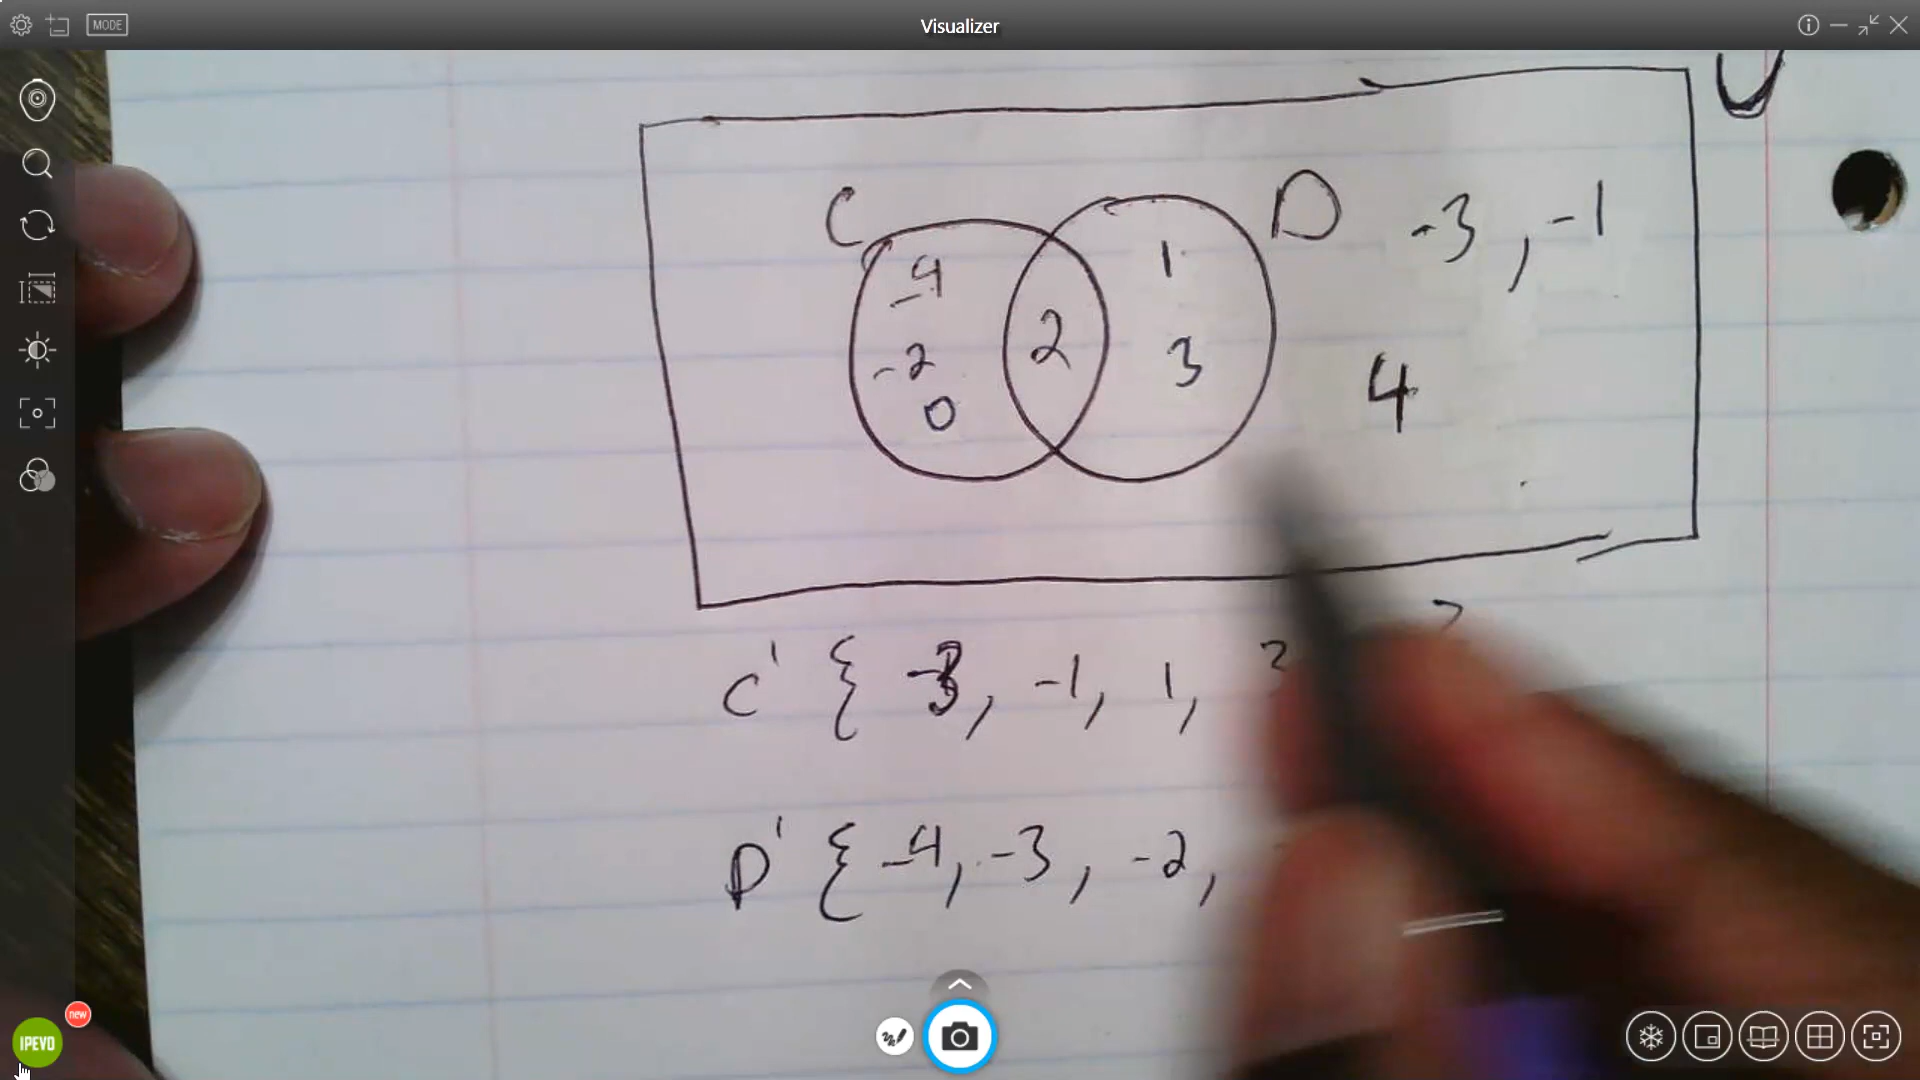 MODE
Visualizer
U
C
D
-3 , -1
-4
1
-2
2
3
4
0
C' { -3, -1, 1, 3
D' { -4, -3, -2,
new
IPEVO